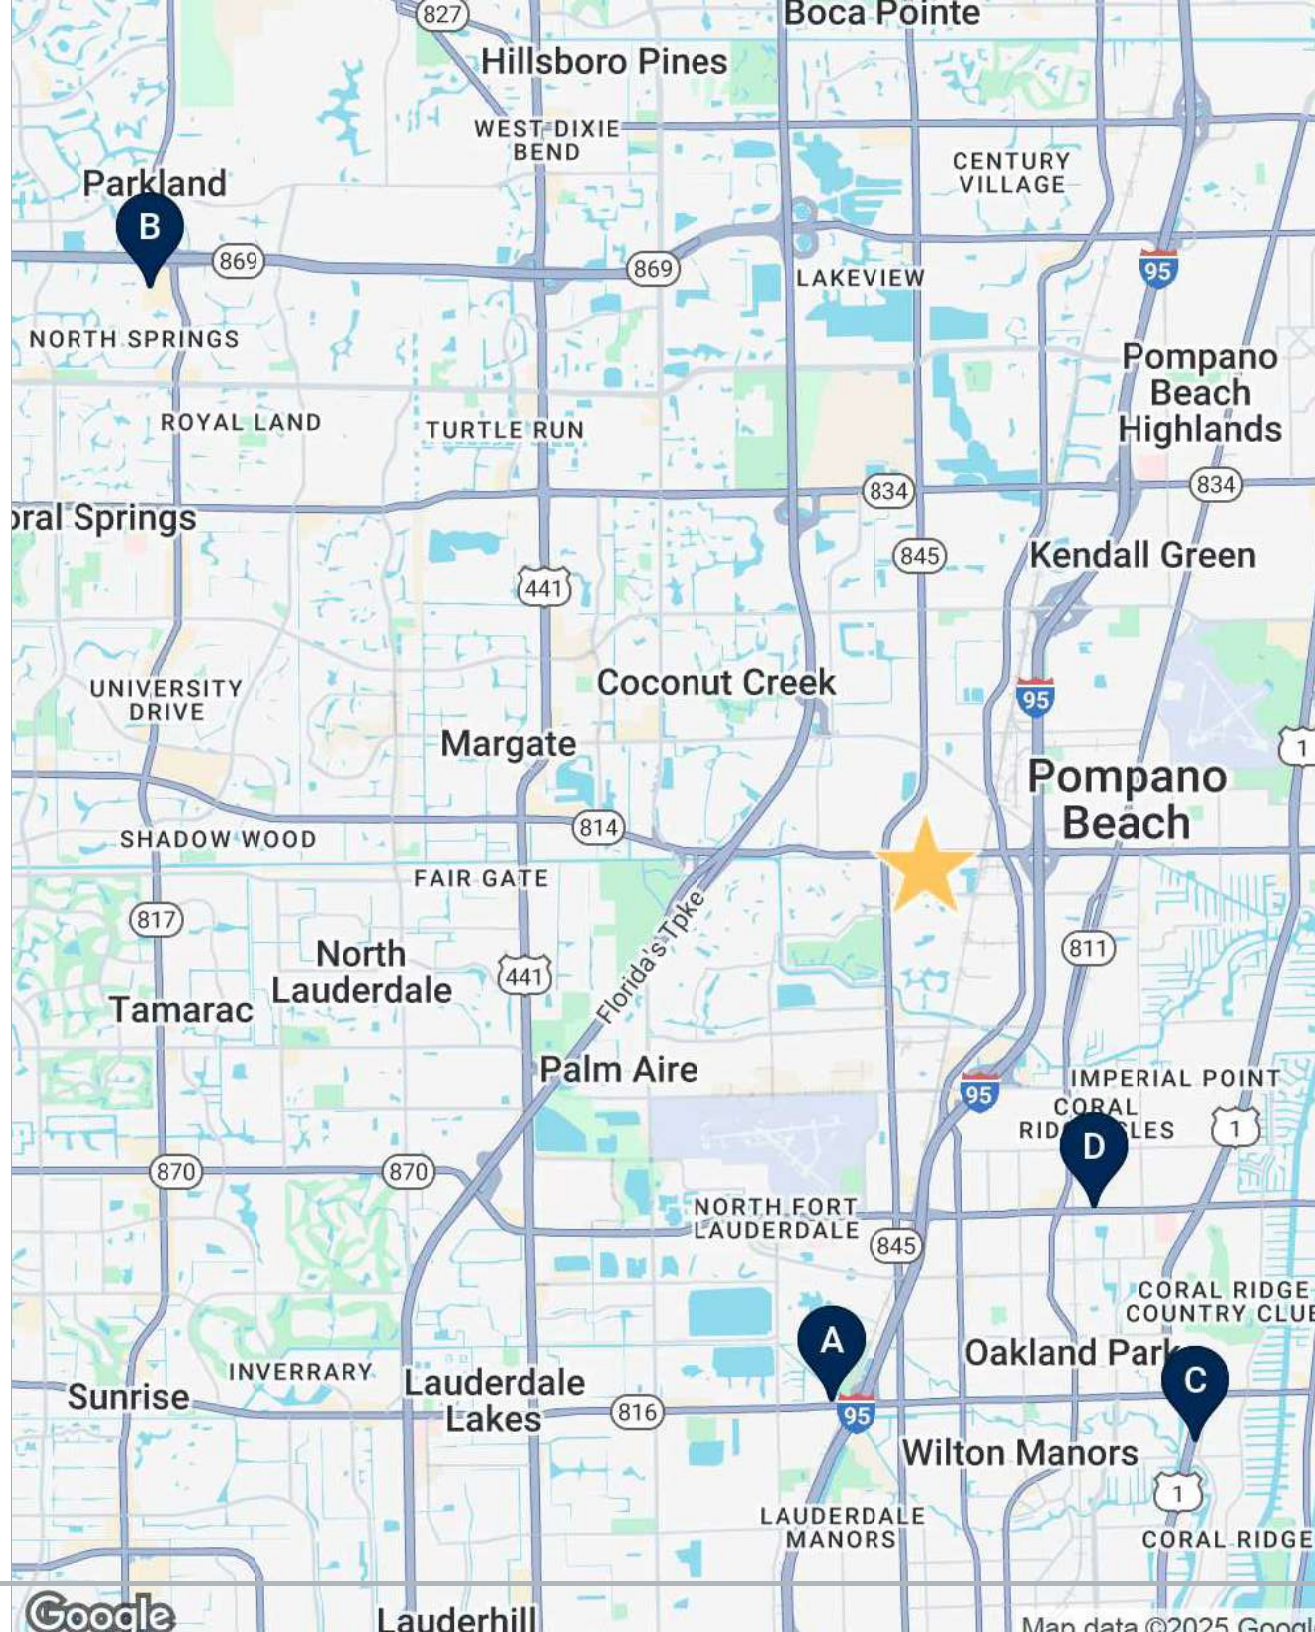 827
Boca Pointe
Hillsboro Pines
WEST DIXIE
BEND
CENTURY
VILLAGE
Parkland
B
869
869
95
LAKEVIEW
NORTH SPRINGS
Pompano
Beach
Highlands
ROYAL LAND
TURTLE RUN
834
834
oral Springs
845
Kendall Green
441
UNIVERSITY
DRIVE
Coconut Creek
95
Margate
1
Pompano
Beach
SHADOW WOOD
814
FAIR GATE
817
Florida's Tpke
811
North
Lauderdale
441
Tamarac
Palm Aire
95
IMPERIAL POINT
CORAL
1
D
870
870
NORTH FORT
LAUDERDALE
845
CORAL RIDGE
COUNTRY CLUB
A
Oakland Park
INVERRARY
Lauderdale
Lakes
C
Sunrise
816
95
Wilton Manors
1
LAUDERDALE
MANORS
CORAL RIDGE
Google
Lauderhill
Map data ©2025 Googl